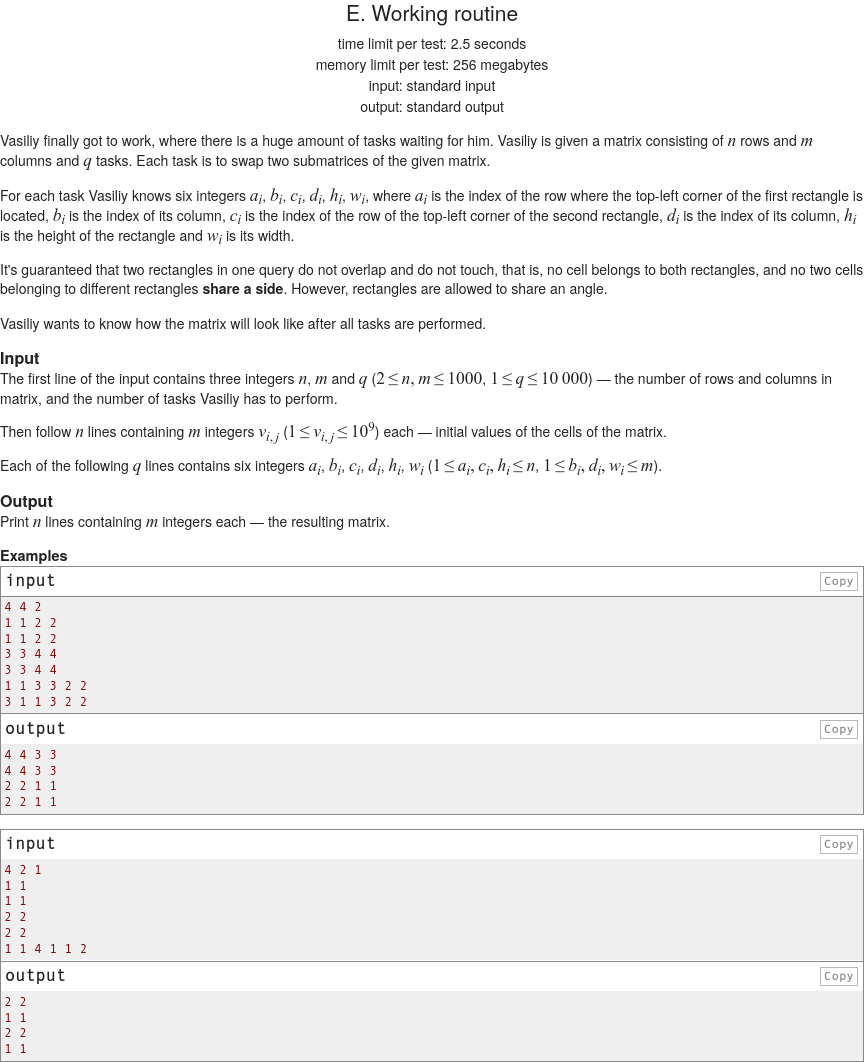 E. Working routine
time limit per test: 2.5 seconds
memory limit per test: 256 megabytes
input: standard input
output: standard output
Vasiliy finally got to work, where there is a huge amount of tasks waiting for him. Vasiliy is given a matrix consisting of n rows and m
columns and q tasks. Each task is to swap two submatrices of the given matrix.
For each task Vasiliy knows six integers a_i, b_i, c_i, d_i, h_i, w_i, where a_i is the index of the row where the top-left corner of the first rectangle is
located, b_i is the index of its column, c_i is the index of the row of the top-left corner of the second rectangle, d_i is the index of its column, h_i
is the height of the rectangle and w_i is its width.
It's guaranteed that two rectangles in one query do not overlap and do not touch, that is, no cell belongs to both rectangles, and no two cells
belonging to different rectangles share a side. However, rectangles are allowed to share an angle.
Vasiliy wants to know how the matrix will look like after all tasks are performed.
Input
The first line of the input contains three integers n, m and q (2 ≤ n, m ≤ 1000, 1 ≤ q ≤ 10 000) — the number of rows and columns in
matrix, and the number of tasks Vasiliy has to perform.
Then follow n lines containing m integers v_{i, j} (1 ≤ v_{i, j} ≤ 10^9) each — initial values of the cells of the matrix.
Each of the following q lines contains six integers a_i, b_i, c_i, d_i, h_i, w_i (1 ≤ a_i, c_i, h_i ≤ n, 1 ≤ b_i, d_i, w_i ≤ m).
Output
Print n lines containing m integers each — the resulting matrix.
Examples
input Copy
4 4 2
1 1 2 2
1 1 2 2
3 3 4 4
3 3 4 4
1 1 3 3 2 2
3 1 1 3 2 2
output Copy
4 4 3 3
4 4 3 3
2 2 1 1
2 2 1 1
input Copy
4 2 1
1 1
1 1
2 2
2 2
1 1 4 1 1 2
output Copy
2 2
1 1
2 2
1 1